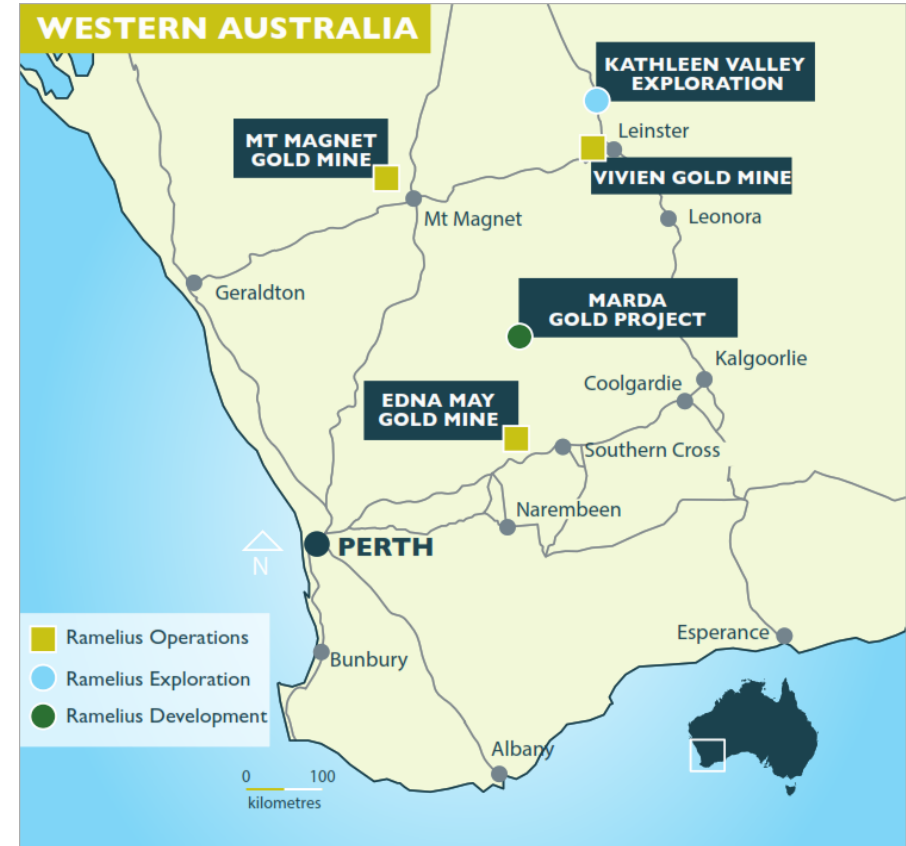 WESTERN AUSTRALIA
KATHLEEN VALLEY
EXPLORATION
MT MAGNET
GOLD MINE
Leinster
VIVIEN GOLD MINE
Mt Magnet
Leonora
Geraldton
MARDA
GOLD PROJECT
Kalgoorlie
Coolgardie
EDNA MAY
GOLD MINE
Southern Cross
Narembeen
PERTH
N
Ramelius Operations
Esperance
Bunbury
Ramelius Exploration
Ramelius Development
Albany
0 100
kilometres